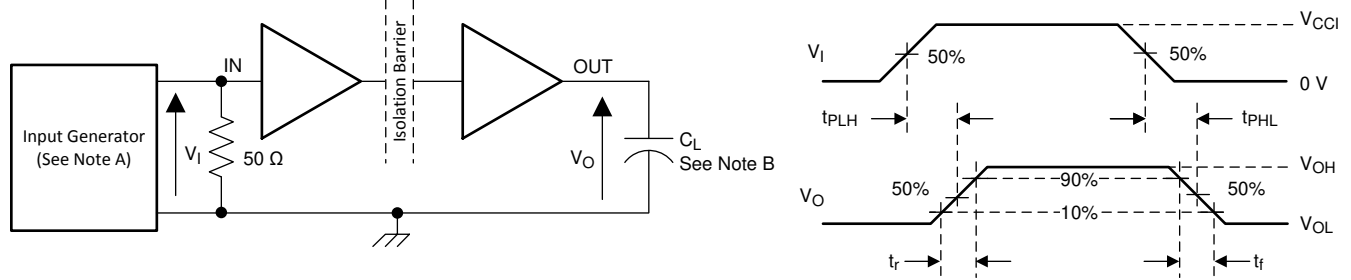 Input Generator
(See Note A)
VI
50 Ω
IN
Isolation Barrier
OUT
VO
CL
See Note B
VI
50%
50%
VCCI
0 V
tPLH
tPHL
VO
50%
90%
50%
10%
VOH
VOL
tr
tf